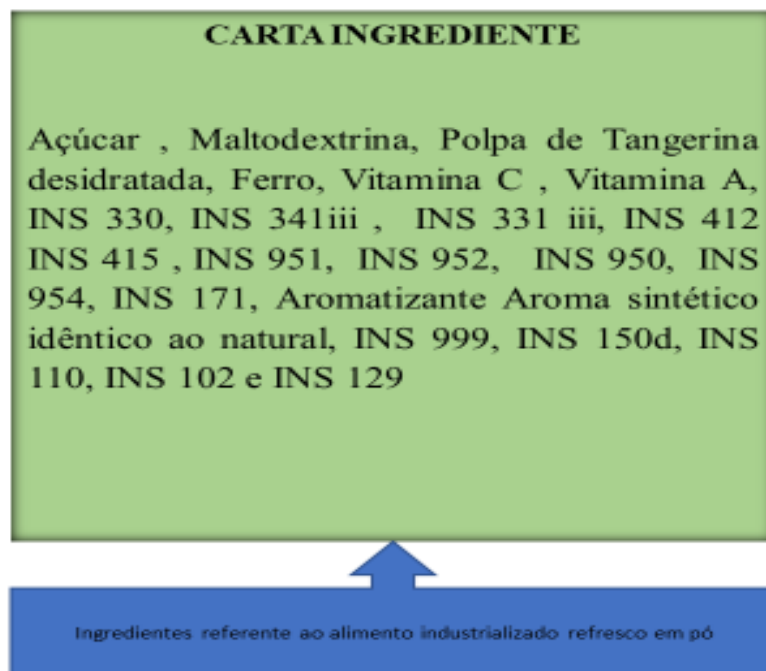 CARTA INGREDIENTE
Açúcar , Maltodextrina, Polpa de Tangerina
desidratada, Ferro, Vitamina C , Vitamina A,
INS 330, INS 341iii , INS 331 iii, INS 412
INS 415 , INS 951, INS 952, INS 950, INS
954, INS 171, Aromatizante Aroma sintético
idêntico ao natural, INS 999, INS 150d, INS
110, INS 102 e INS 129
Ingredientes referente ao alimento industrializado refresco em pó